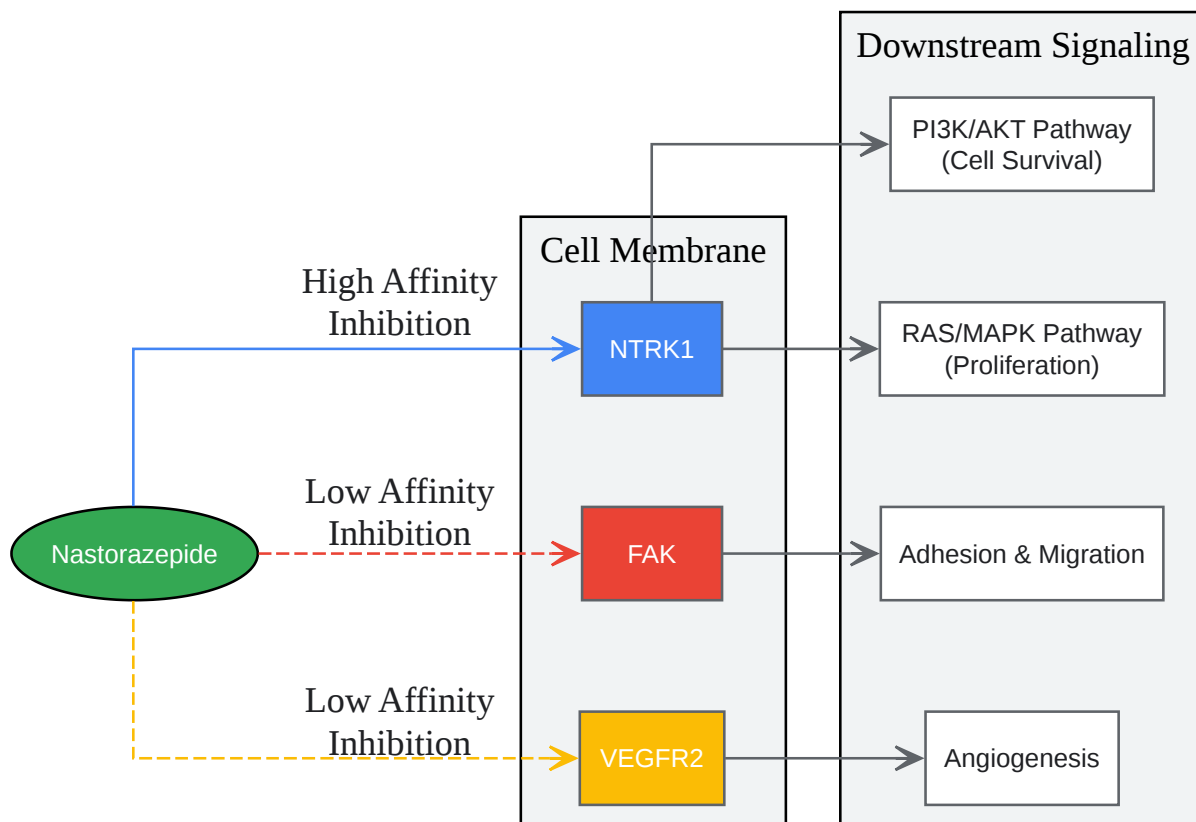 Downstream Signaling
PI3K/AKT Pathway
(Cell Survival)
Cell Membrane
High Affinity
Inhibition
NTRK1
RAS/MAPK Pathway
(Proliferation)
Low Affinity
Inhibition
Nastorazepide
FAK
Adhesion & Migration
Low Affinity
Inhibition
VEGFR2
Angiogenesis